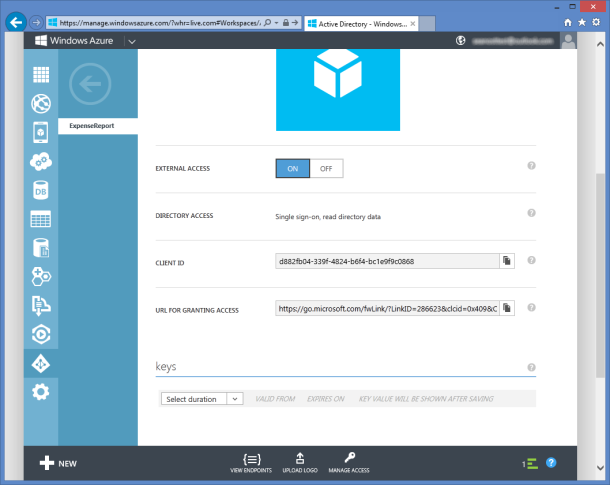 https://manage.windowsazure.com/?whr=live.com#Workspaces/
Active Directory - Windows...
Windows Azure
ExpenseReport
DB
EXTERNAL ACCESS
ON
OFF
?
DIRECTORY ACCESS
Single sign-on, read directory data
?
CLIENT ID
d882fb04-339f-4824-b6f4-bc1e9f9c0868
?
URL FOR GRANTING ACCESS
https://go.microsoft.com/fwLink/?LinkID=286623&clcid=0x409&C
?
keys
?
Select duration
VALID FROM
EXPIRES ON
KEY VALUE WILL BE SHOWN AFTER SAVING
NEW
VIEW ENDPOINTS
UPLOAD LOGO
MANAGE ACCESS
1
?